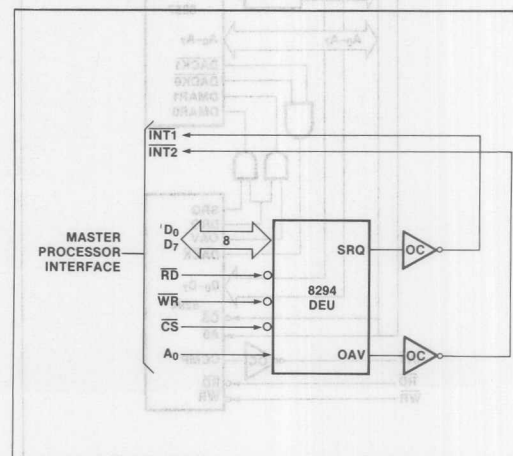 INT1
INT2
MASTER
PROCESSOR
INTERFACE
D0
D7
8
SRQ
OC
RD
8294
DEU
WR
CS
A0
OAV
OC